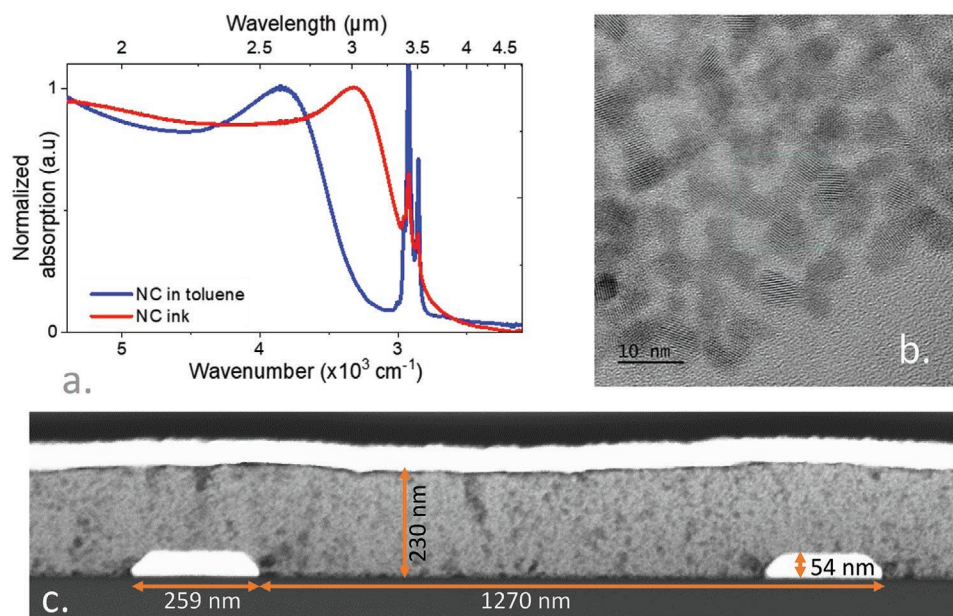 Wavelength (µm)
2 2.5 3 3.5 4 4.5
Normalized
absorption (a.u)
1
0
NC in toluene
NC ink
5 4 3
Wavenumber (x10³ cm⁻¹)
a.
10 nm
b.
230 nm
54 nm
259 nm
1270 nm
c.